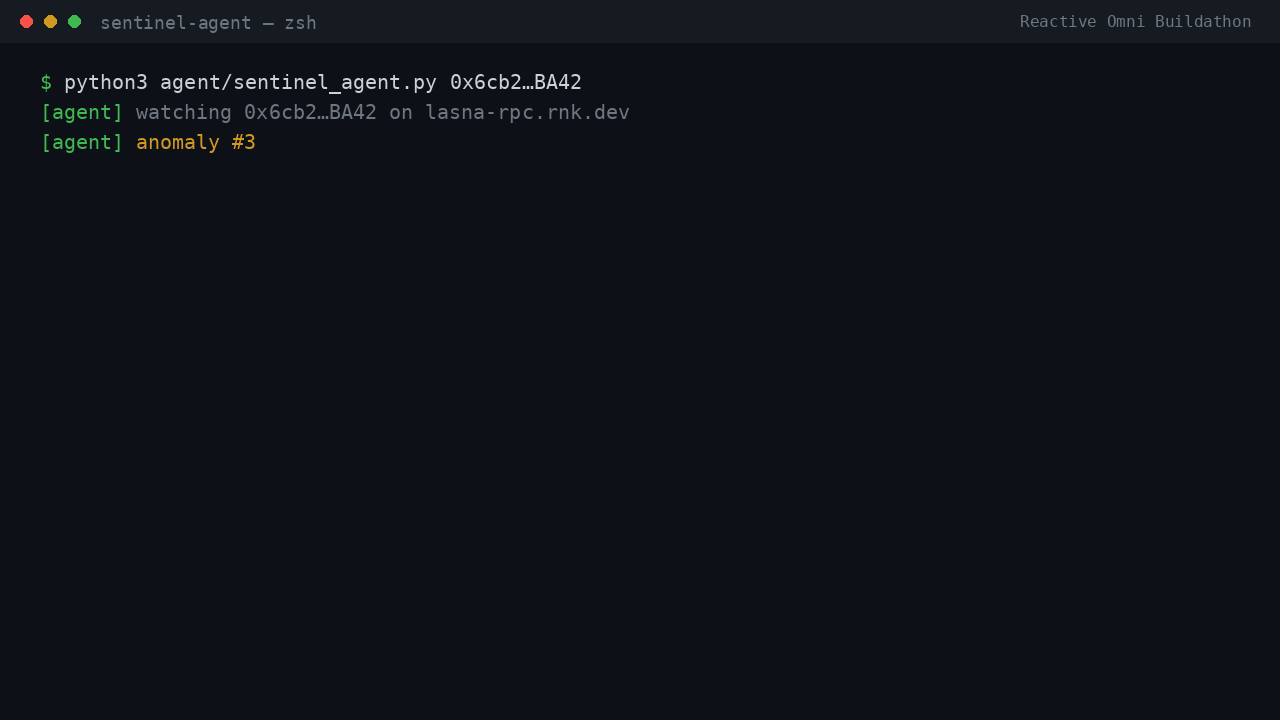 sentinel-agent — zsh
Reactive Omni Buildathon
$ python3 agent/sentinel_agent.py 0x6cb2…BA42
[agent] watching 0x6cb2…BA42 on lasna-rpc.rnk.dev
[agent] anomaly #3